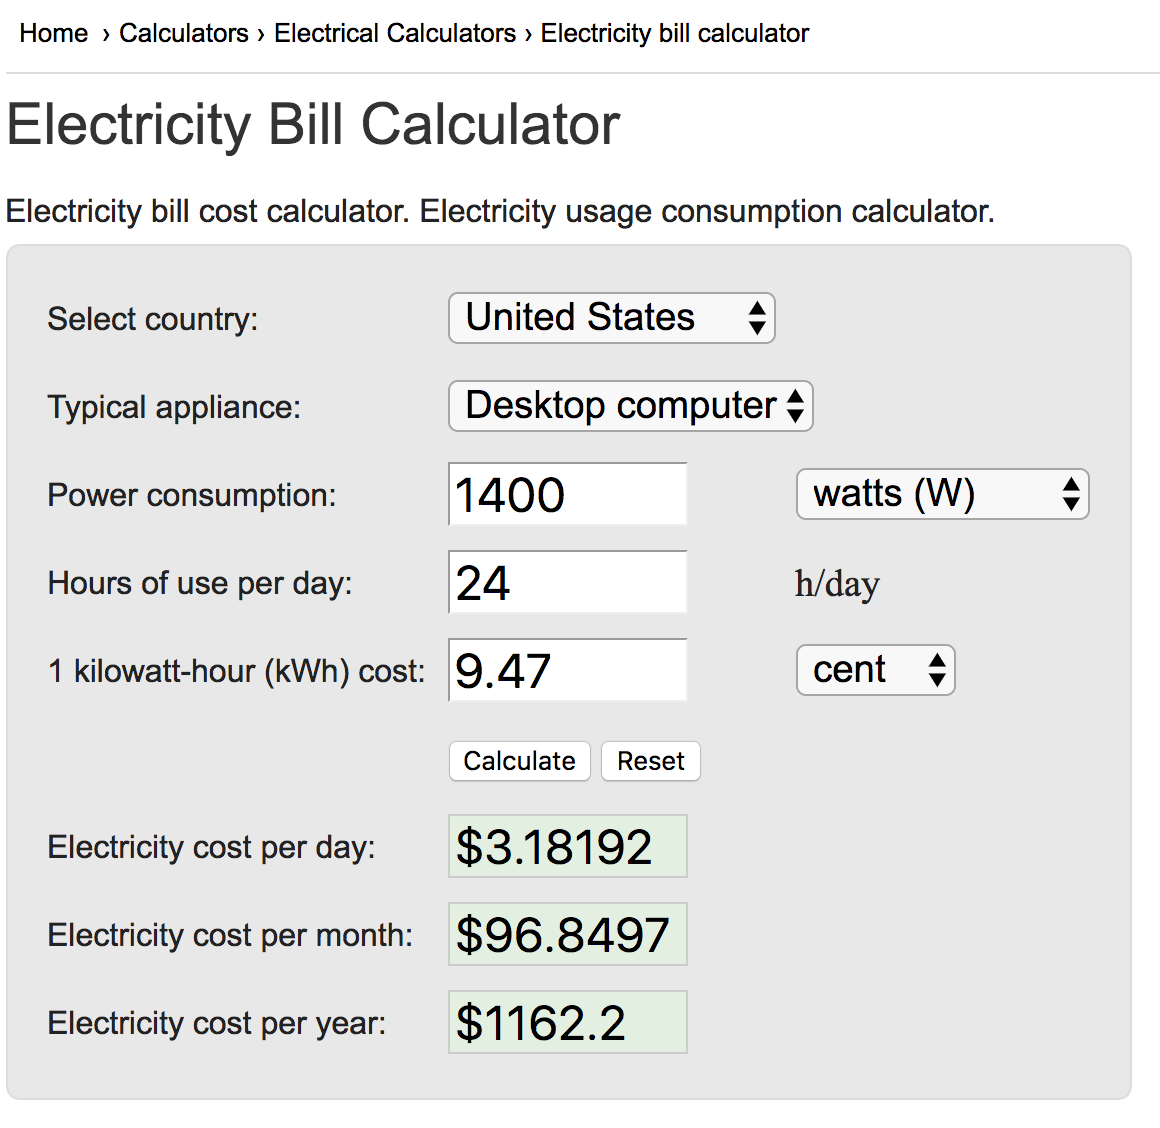 Home › Calculators › Electrical Calculators › Electricity bill calculator
Electricity Bill Calculator
Electricity bill cost calculator. Electricity usage consumption calculator.
Select country: United States
Typical appliance: Desktop computer
Power consumption: 1400 watts (W)
Hours of use per day: 24 h/day
1 kilowatt-hour (kWh) cost: 9.47 cent
Calculate Reset
Electricity cost per day: $3.18192
Electricity cost per month: $96.8497
Electricity cost per year: $1162.2